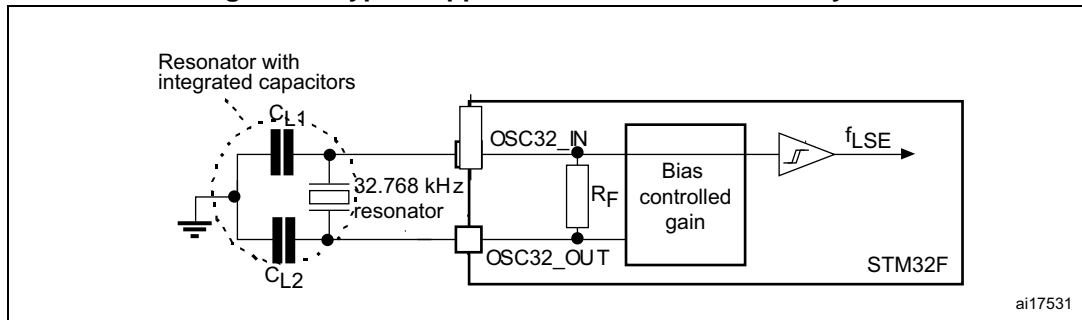 Resonator with
integrated capacitors
CL1
OSC32_IN
fLSE
32.768 kHz
resonator
RF
Bias
controlled
gain
OSC32_OUT
STM32F
CL2
ai17531